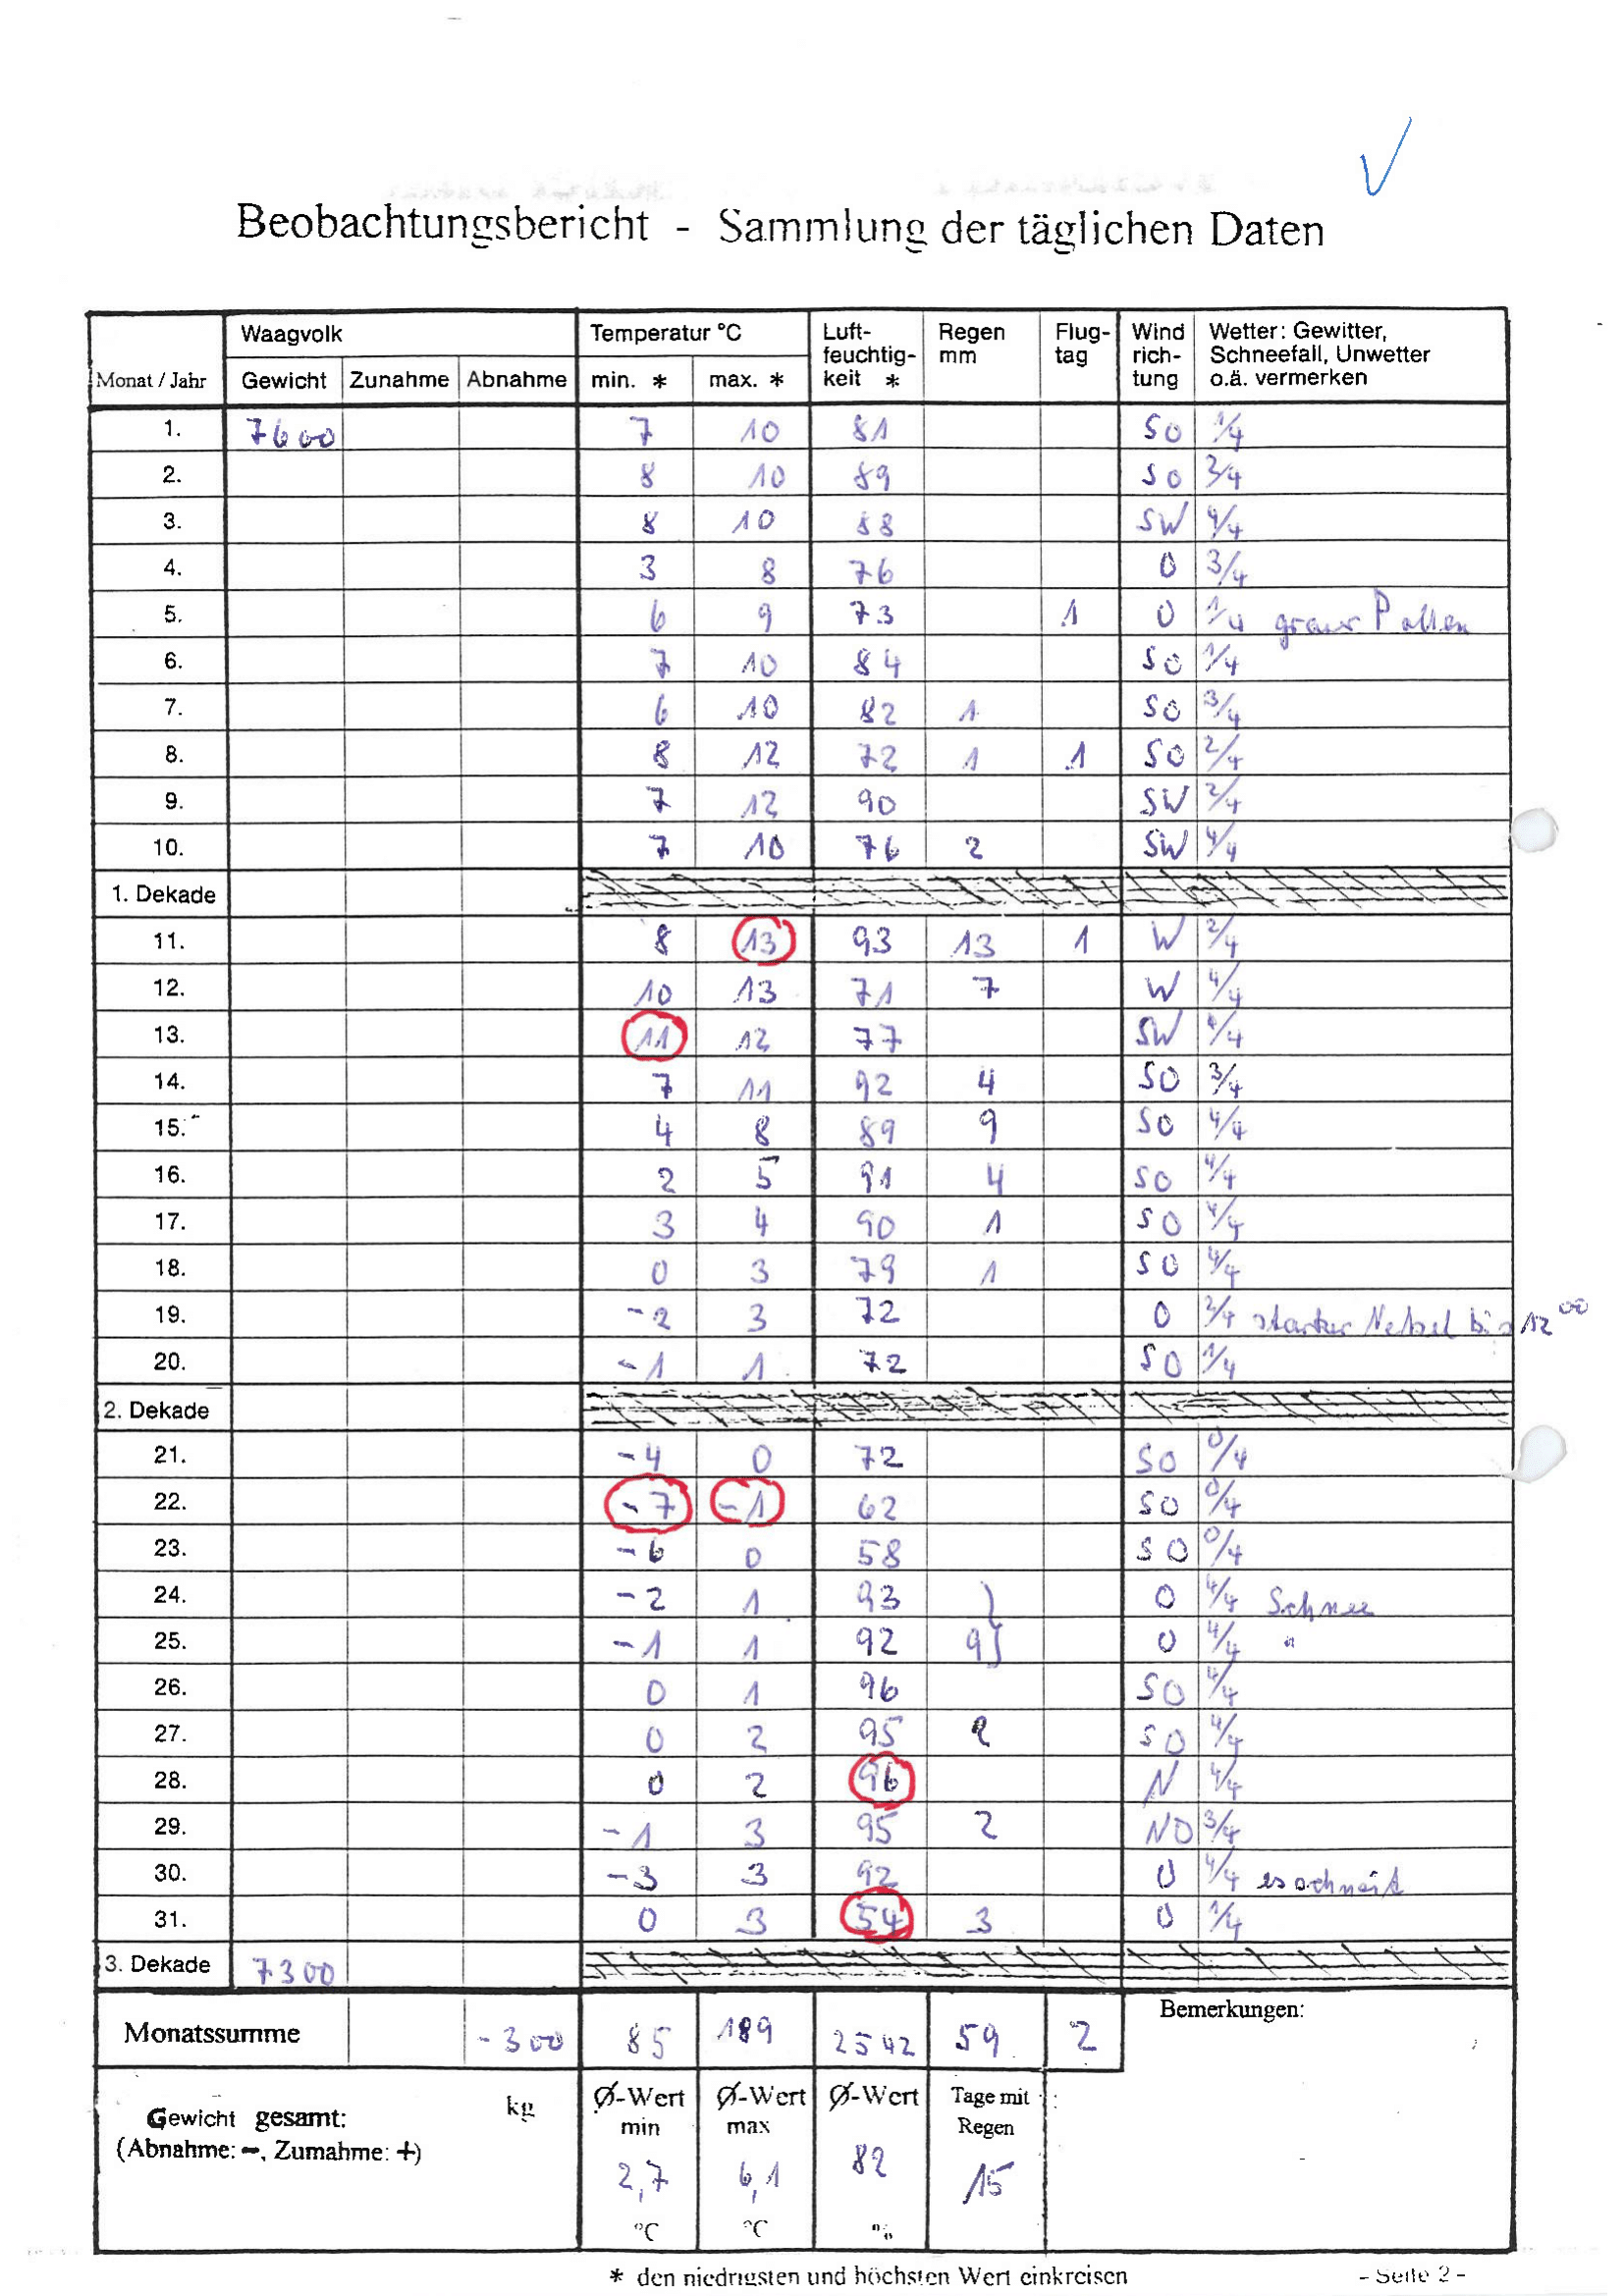 Beobachtungsbericht - Sammlung der täglichen Daten
Monat / Jahr Waagvolk Temperatur °C Luft- Regen Flug- Wind Wetter: Gewitter,
feuchtig- mm tag rich- Schneefall, Unwetter
Gewicht Zunahme Abnahme min. * max. * keit * tung o.ä. vermerken
1. 7600 7 10 81 SO 1/4
2. 8 10 89 SO 3/4
3. 8 10 88 SW 4/4
4. 3 8 76 O 3/4
5. 6 9 73 1 O 1/4 Pollen
6. 7 10 84 SO 1/4
7. 6 10 82 1 SO 3/4
8. 8 12 72 1 1 SO 2/4
9. 7 12 90 SW 2/4
10. 7 10 76 2 SW 4/4
1. Dekade
11. 8 13 93 13 1 W 2/4
12. 10 13 71 7 W 4/4
13. 11 12 77 SW 4/4
14. 7 11 92 4 SO 3/4
15. 4 8 89 9 SO 4/4
16. 2 5 91 4 SO 4/4
17. 3 4 90 1 SO 4/4
18. 0 3 79 1 SO 4/4
19. -2 3 72 O 2/4 starker Nebel bis 12 00
20. -1 1 72 SO 1/4
2. Dekade
21. -4 0 72 SO 0/4
22. -7 -1 62 SO 0/4
23. -6 0 58 SO 0/4
24. -2 1 93 } O 4/4 Schnee
25. -1 1 92 9 O 4/4 "
26. 0 1 96 SO 4/4
27. 0 2 95 2 SO 4/4
28. 0 2 96 N 4/4
29. -1 3 95 2 NO 3/4
30. -3 3 92 O 4/4 es schneit
31. 0 3 54 3 O 1/4
3. Dekade 7300
Monatssumme -300 85 189 2542 59 2 Bemerkungen:
Gewicht gesamt: kg Ø-Wert Ø-Wert Ø-Wert Tage mit
(Abnahme: -, Zumahme: +) min max Regen
2,7 6,1 82 15
°C °C %
* den niedrigsten und höchsten Wert einkreisen - Seite 2 -